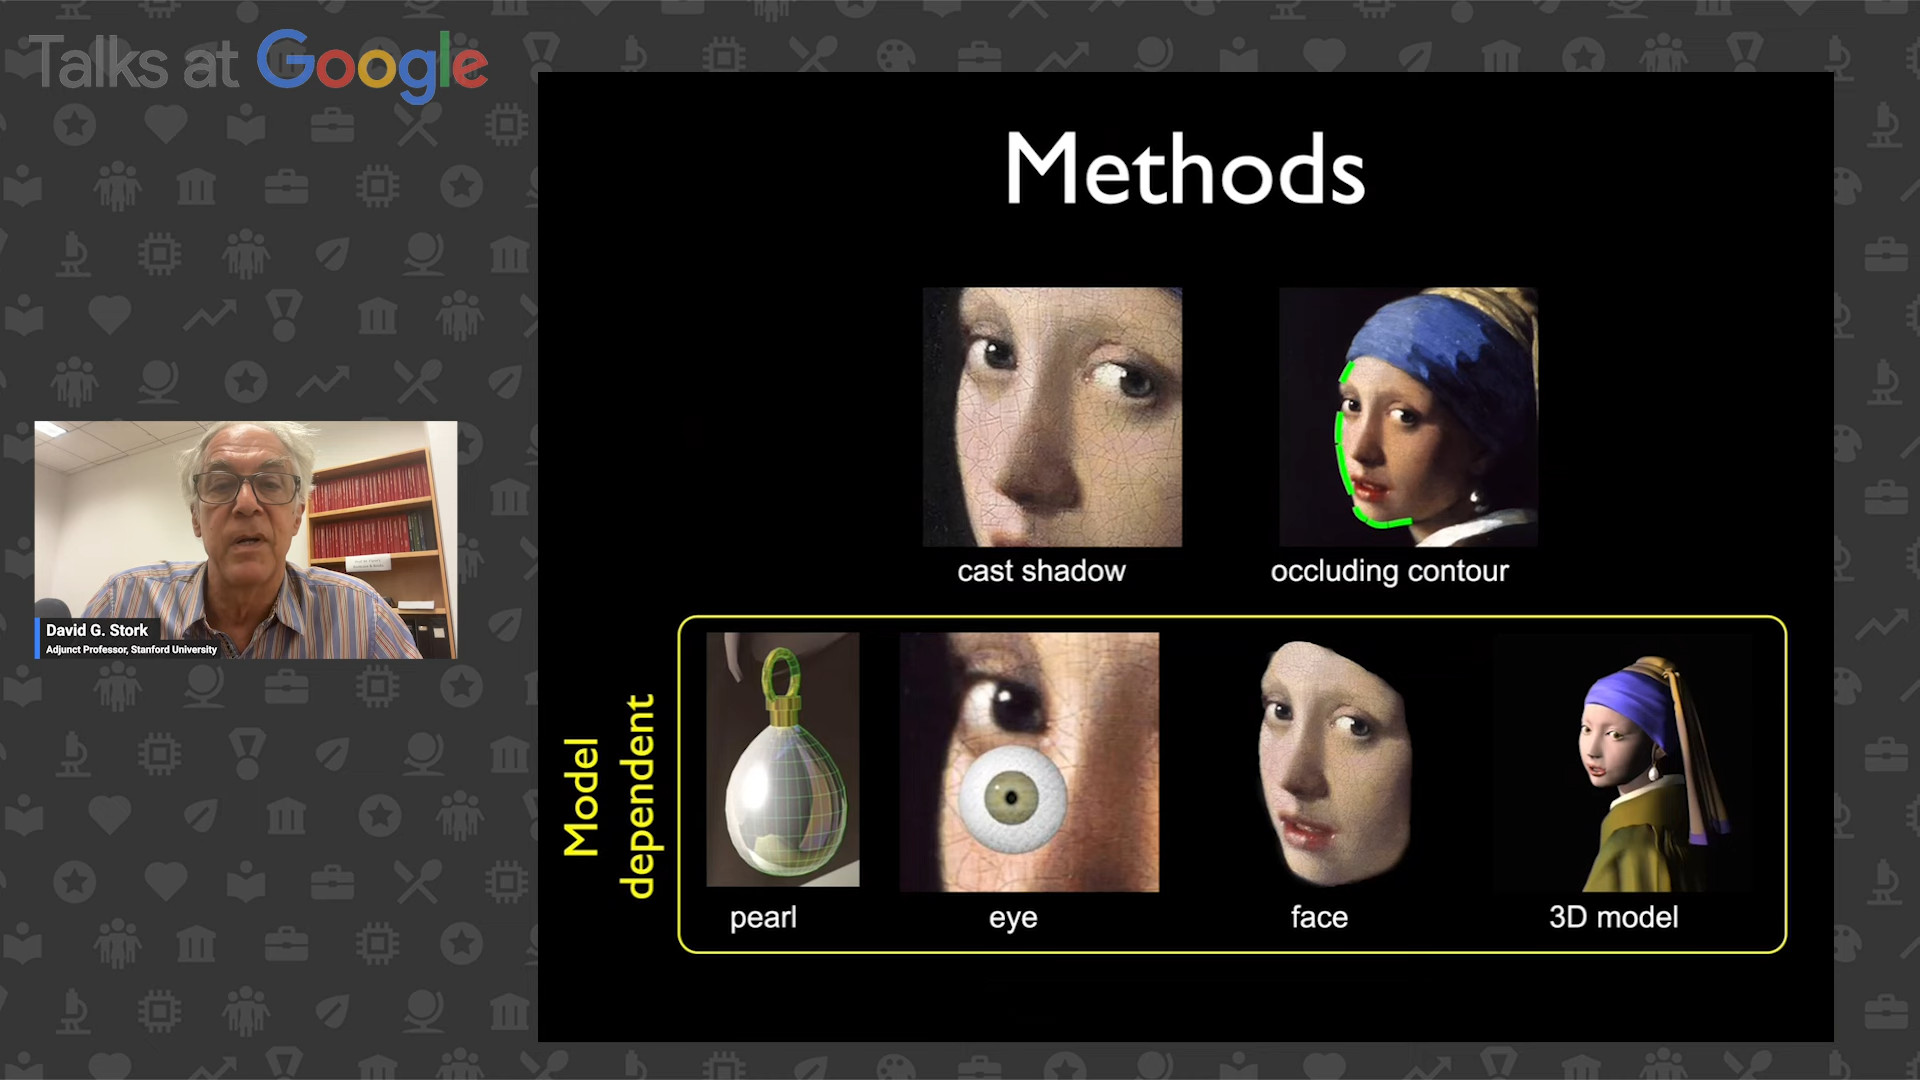 Talks at Google
Methods
cast shadow
occluding contour
Model
dependent
pearl
eye
face
3D model
David G. Stork
Adjunct Professor, Stanford University